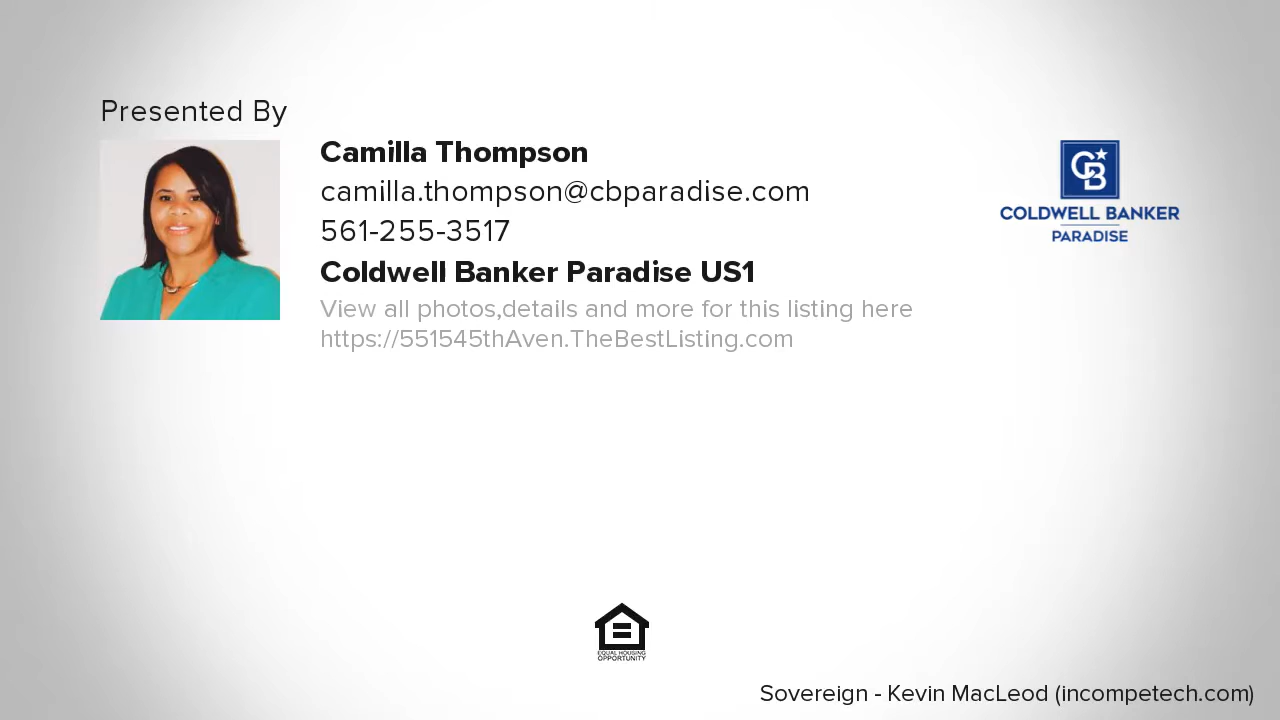 Presented By
Camilla Thompson
camilla.thompson@cbparadise.com
561-255-3517
Coldwell Banker Paradise US1
View all photos,details and more for this listing here
https://551545thAven.TheBestListing.com
CB
COLDWELL BANKER
PARADISE
EQUAL HOUSING
OPPORTUNITY
Sovereign - Kevin MacLeod (incompetech.com)